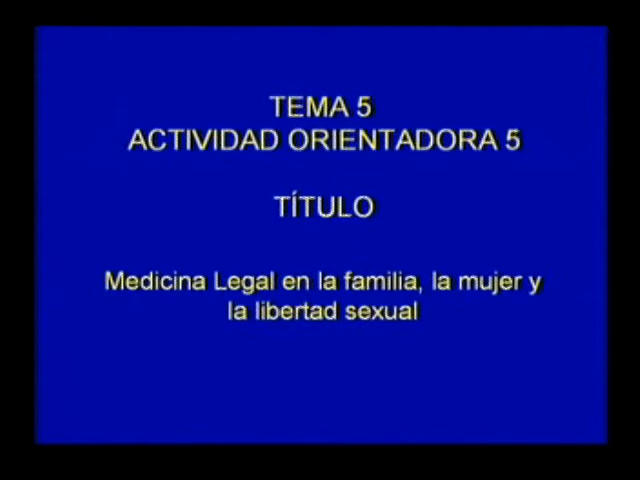 TEMA 5
ACTIVIDAD ORIENTADORA 5
TÍTULO
Medicina Legal en la familia, la mujer y
la libertad sexual